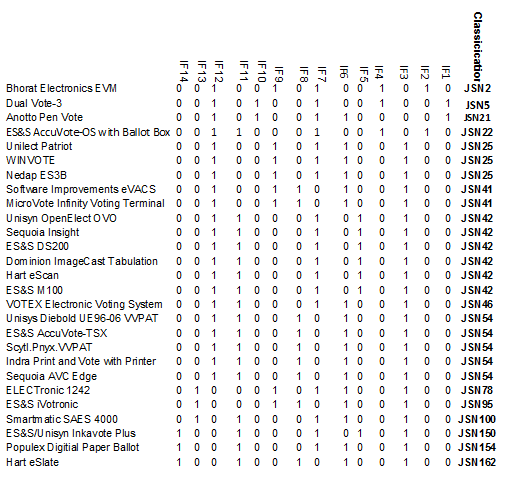 IF14 IF13 IF12 IF11 IF10 IF9 IF8 IF7 IF6 IF5 IF4 IF3 IF2 IF1 Classicication
Bhorat Electronics EVM 0 0 1 0 0 1 0 1 0 0 1 0 1 0 JSN2
Dual Vote-3 0 0 1 0 1 0 0 1 0 0 1 0 0 1 JSN5
Anotto Pen Vote 0 0 1 0 1 0 0 1 1 0 0 1 0 1 JSN21
ES&S AccuVote-OS with Ballot Box 0 0 1 1 0 0 0 1 0 0 1 0 1 0 JSN22
Unilect Patriot 0 0 0 0 0 1 0 1 1 0 0 1 0 0 JSN25
WINVOTE 0 0 0 0 0 1 0 1 1 0 0 1 0 0 JSN25
Nedap ES3B 0 0 0 0 0 1 0 1 1 0 0 1 0 0 JSN25
Software Improvements eVACS 0 0 0 0 0 1 1 0 1 0 0 1 0 0 JSN41
MicroVote Infinity Voting Terminal 0 0 0 0 0 1 1 0 1 0 0 1 0 0 JSN41
Unisyn OpenElect OVO 0 0 0 1 0 0 0 1 0 1 0 1 0 0 JSN42
Sequoia Insight 0 0 0 1 0 0 0 1 0 1 0 1 0 0 JSN42
ES&S DS200 0 0 0 1 0 0 0 1 0 1 0 1 0 0 JSN42
Dominion ImageCast Tabulation 0 0 0 1 0 0 0 1 0 1 0 1 0 0 JSN42
Hart eScan 0 0 0 1 0 0 0 1 0 1 0 1 0 0 JSN42
ES&S M100 0 0 0 1 0 0 0 1 0 1 0 1 0 0 JSN42
VOTEX Electronic Voting System 0 0 0 1 0 0 0 1 1 0 0 1 0 0 JSN46
Unisys Diebold UE96-06 VVPAT 0 0 0 1 0 0 1 0 1 0 0 1 0 0 JSN54
ES&S AccuVote-TSX 0 0 0 1 0 0 1 0 1 0 0 1 0 0 JSN54
Scytl.Pnyx.VVPAT 0 0 0 1 0 0 1 0 1 0 0 1 0 0 JSN54
Indra Print and Vote with Printer 0 0 0 1 0 0 1 0 1 0 0 1 0 0 JSN54
Sequoia AVC Edge 0 0 0 1 0 0 1 0 1 0 0 1 0 0 JSN54
ELECTronic 1242 0 1 0 0 0 1 0 1 1 0 0 1 0 0 JSN78
ES&S iVotronic 0 1 0 0 0 1 1 0 1 0 0 1 0 0 JSN95
Smartmatic SAES 4000 0 1 0 1 0 0 0 1 1 0 0 1 0 0 JSN100
ES&S/Unisyn Inkavote Plus 1 0 0 1 0 0 0 1 0 1 0 1 0 0 JSN150
Populex Digitial Paper Ballot 1 0 0 1 0 0 0 1 1 0 0 1 0 0 JSN154
Hart eSlate 1 0 0 1 0 0 1 0 1 0 0 1 0 0 JSN162